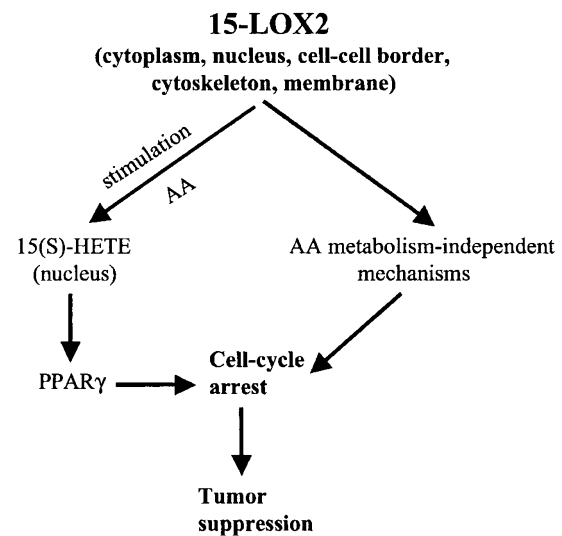 15-LOX2
(cytoplasm, nucleus, cell-cell border,
cytoskeleton, membrane)
stimulation
AA
15(S)-HETE
(nucleus)
AA metabolism-independent
mechanisms
PPARγ
Cell-cycle
arrest
Tumor
suppression